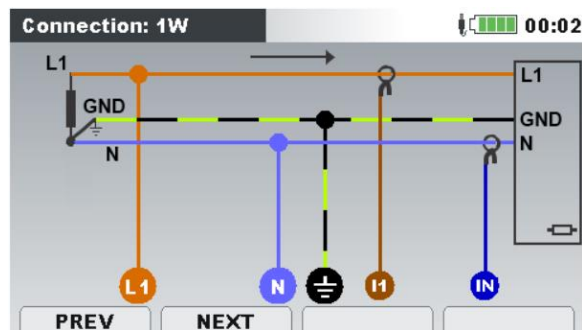 Connection: 1W 00:02
L1
L1
GND
GND
N
N
L1 N I1 IN
PREV NEXT